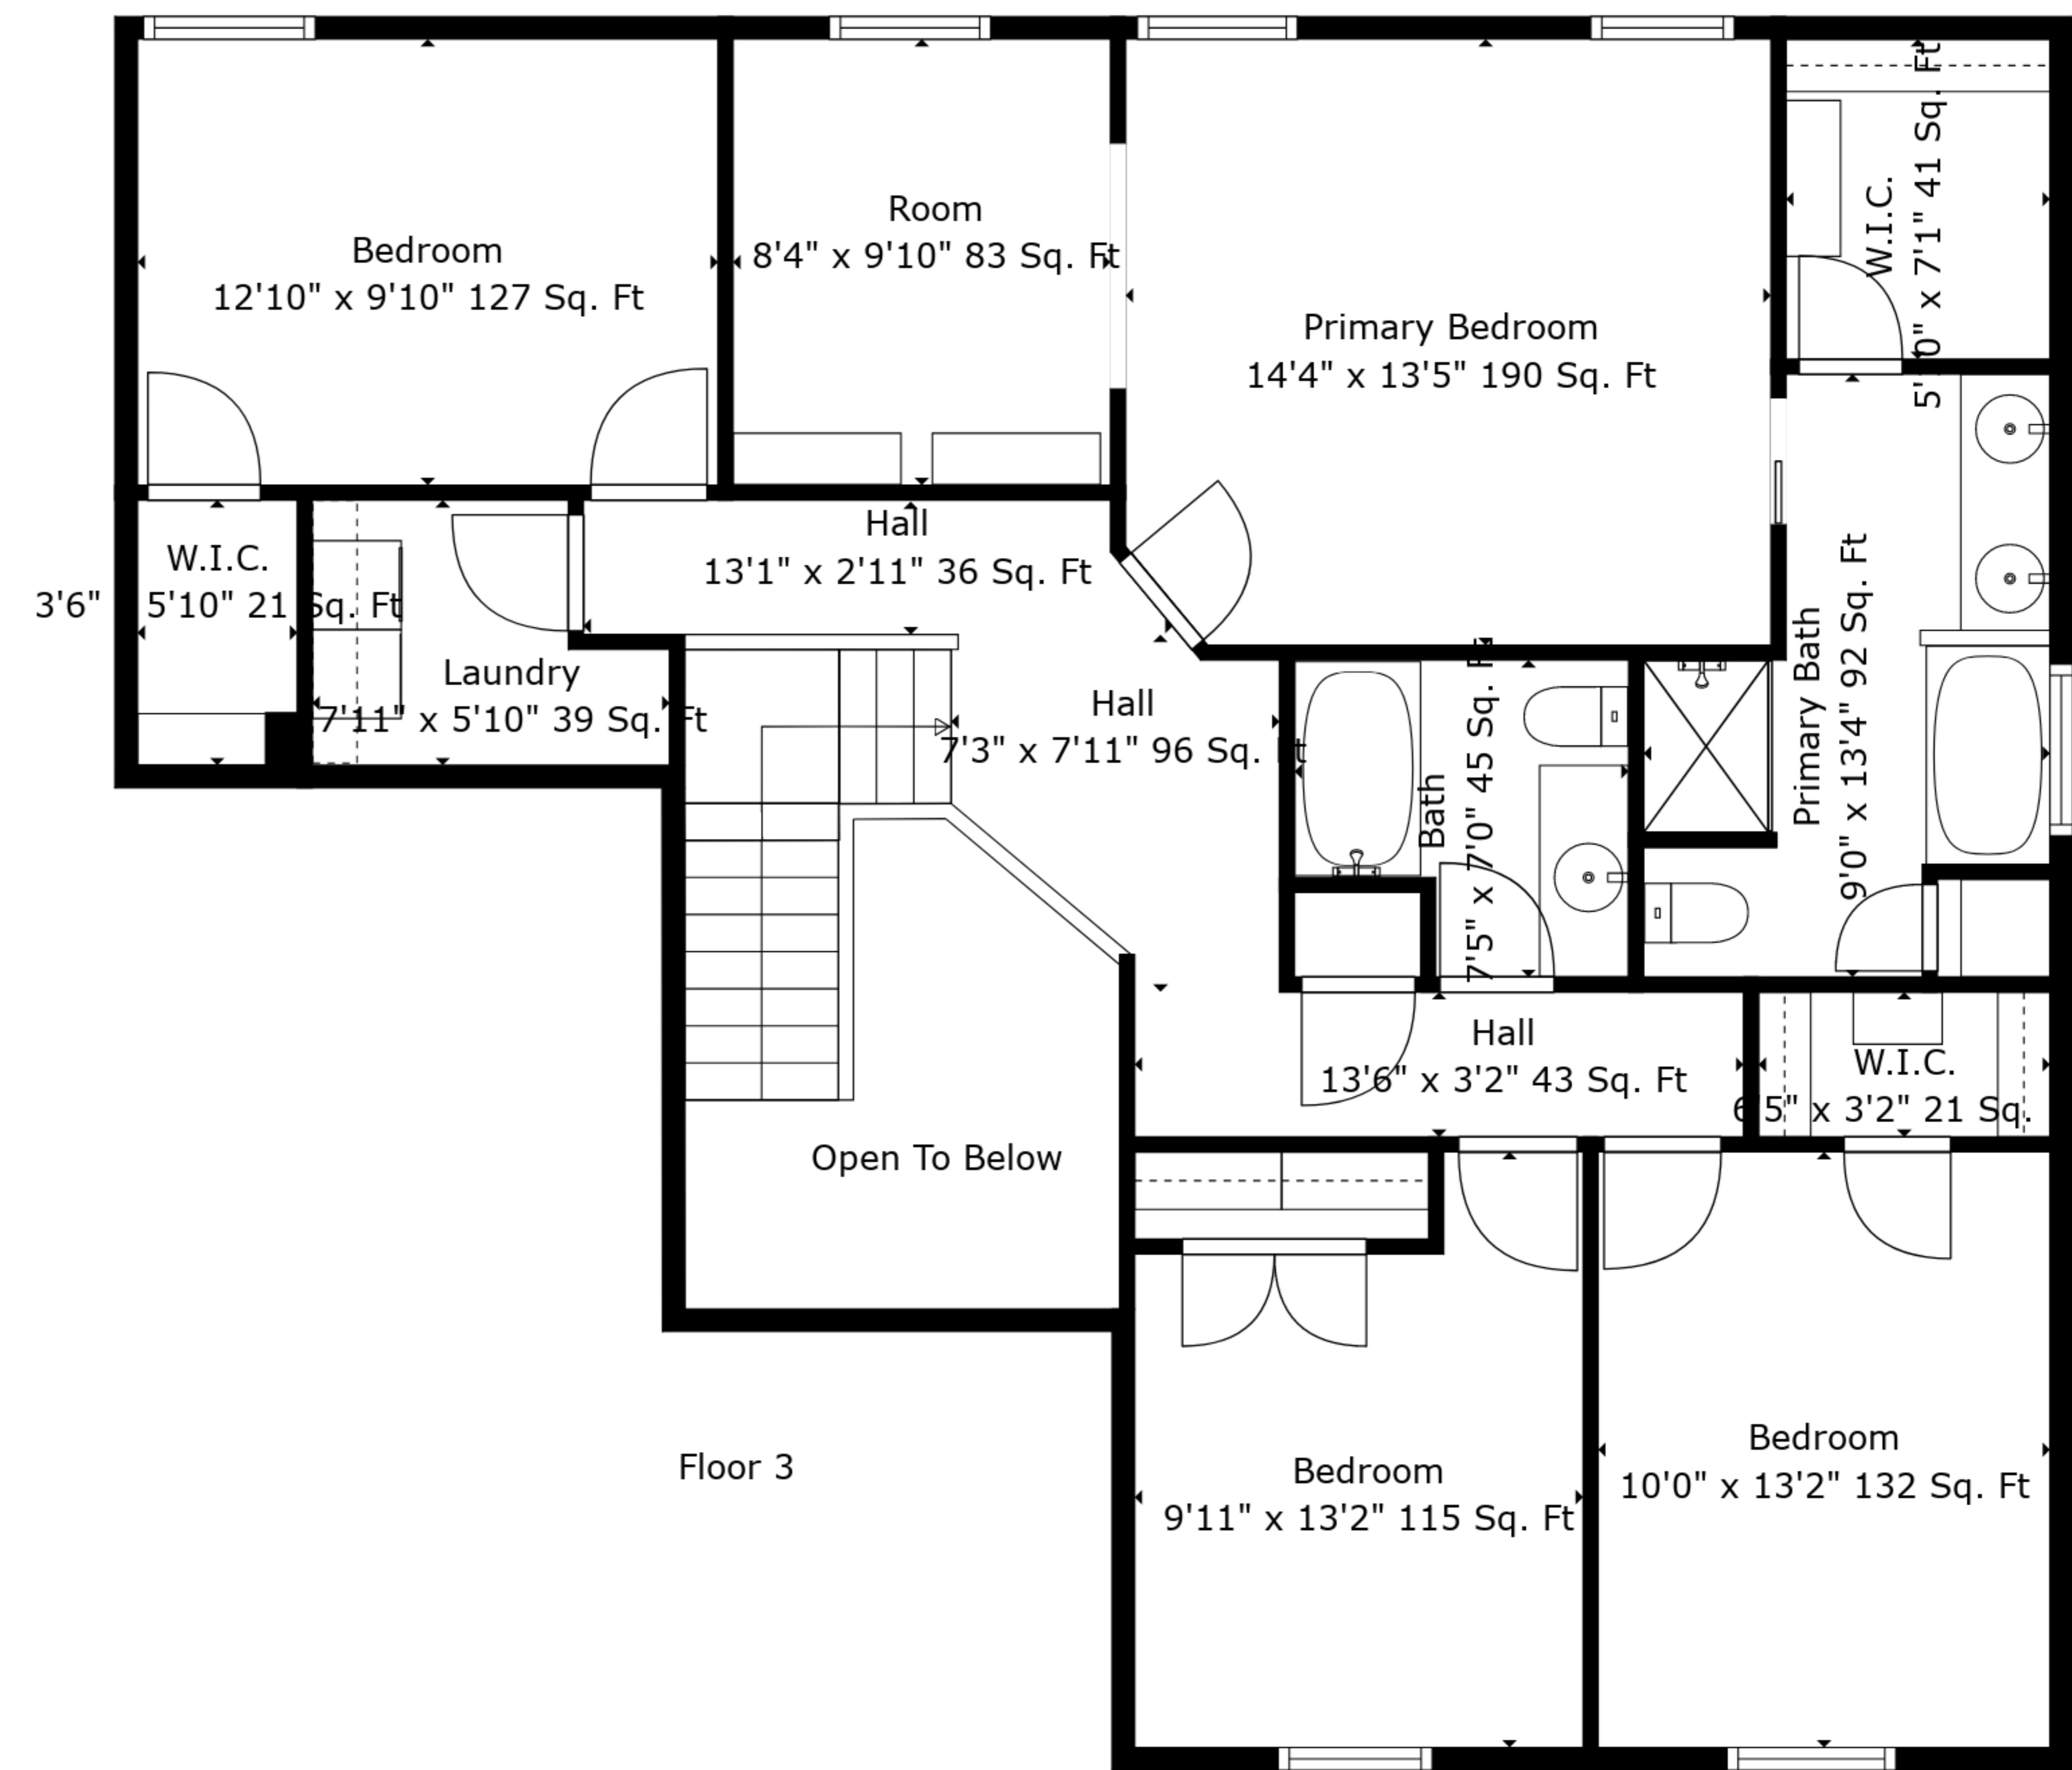 Bedroom
12'10" x 9'10" 127 Sq. Ft
Room
8'4" x 9'10" 83 Sq. Ft
Primary Bedroom
14'4" x 13'5" 190 Sq. Ft
W.I.C.
5'10" x 7'1" 41 Sq. Ft
W.I.C.
3'6" 5'10" 21 Sq. Ft
Laundry
7'11" x 5'10" 39 Sq. Ft
Hall
13'1" x 2'11" 36 Sq. Ft
Hall
7'3" x 7'11" 96 Sq. Ft
Bath
7'5" x 7'0" 45 Sq. Ft
Primary Bath
9'0" x 13'4" 92 Sq. Ft
Hall
13'6" x 3'2" 43 Sq. Ft
W.I.C.
6'5" x 3'2" 21 Sq.
Open To Below
Bedroom
9'11" x 13'2" 115 Sq. Ft
Bedroom
10'0" x 13'2" 132 Sq. Ft
Floor 3